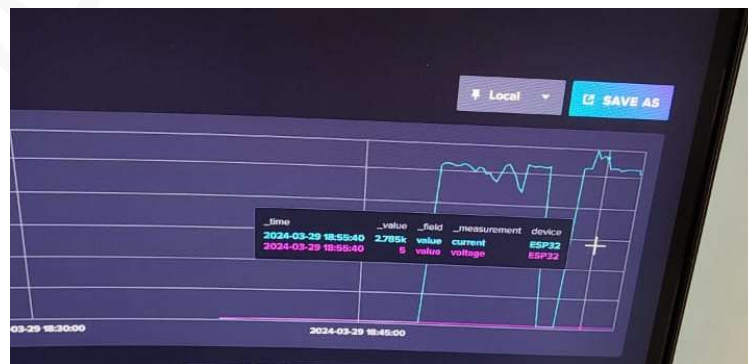 Local
SAVE AS
_time _value _field _measurement device
2024-03-29 18:55:40 2.785k value current ESP32
2024-03-29 18:55:40 5 value voltage ESP32
03-29 18:30:00 2024-03-29 18:45:00